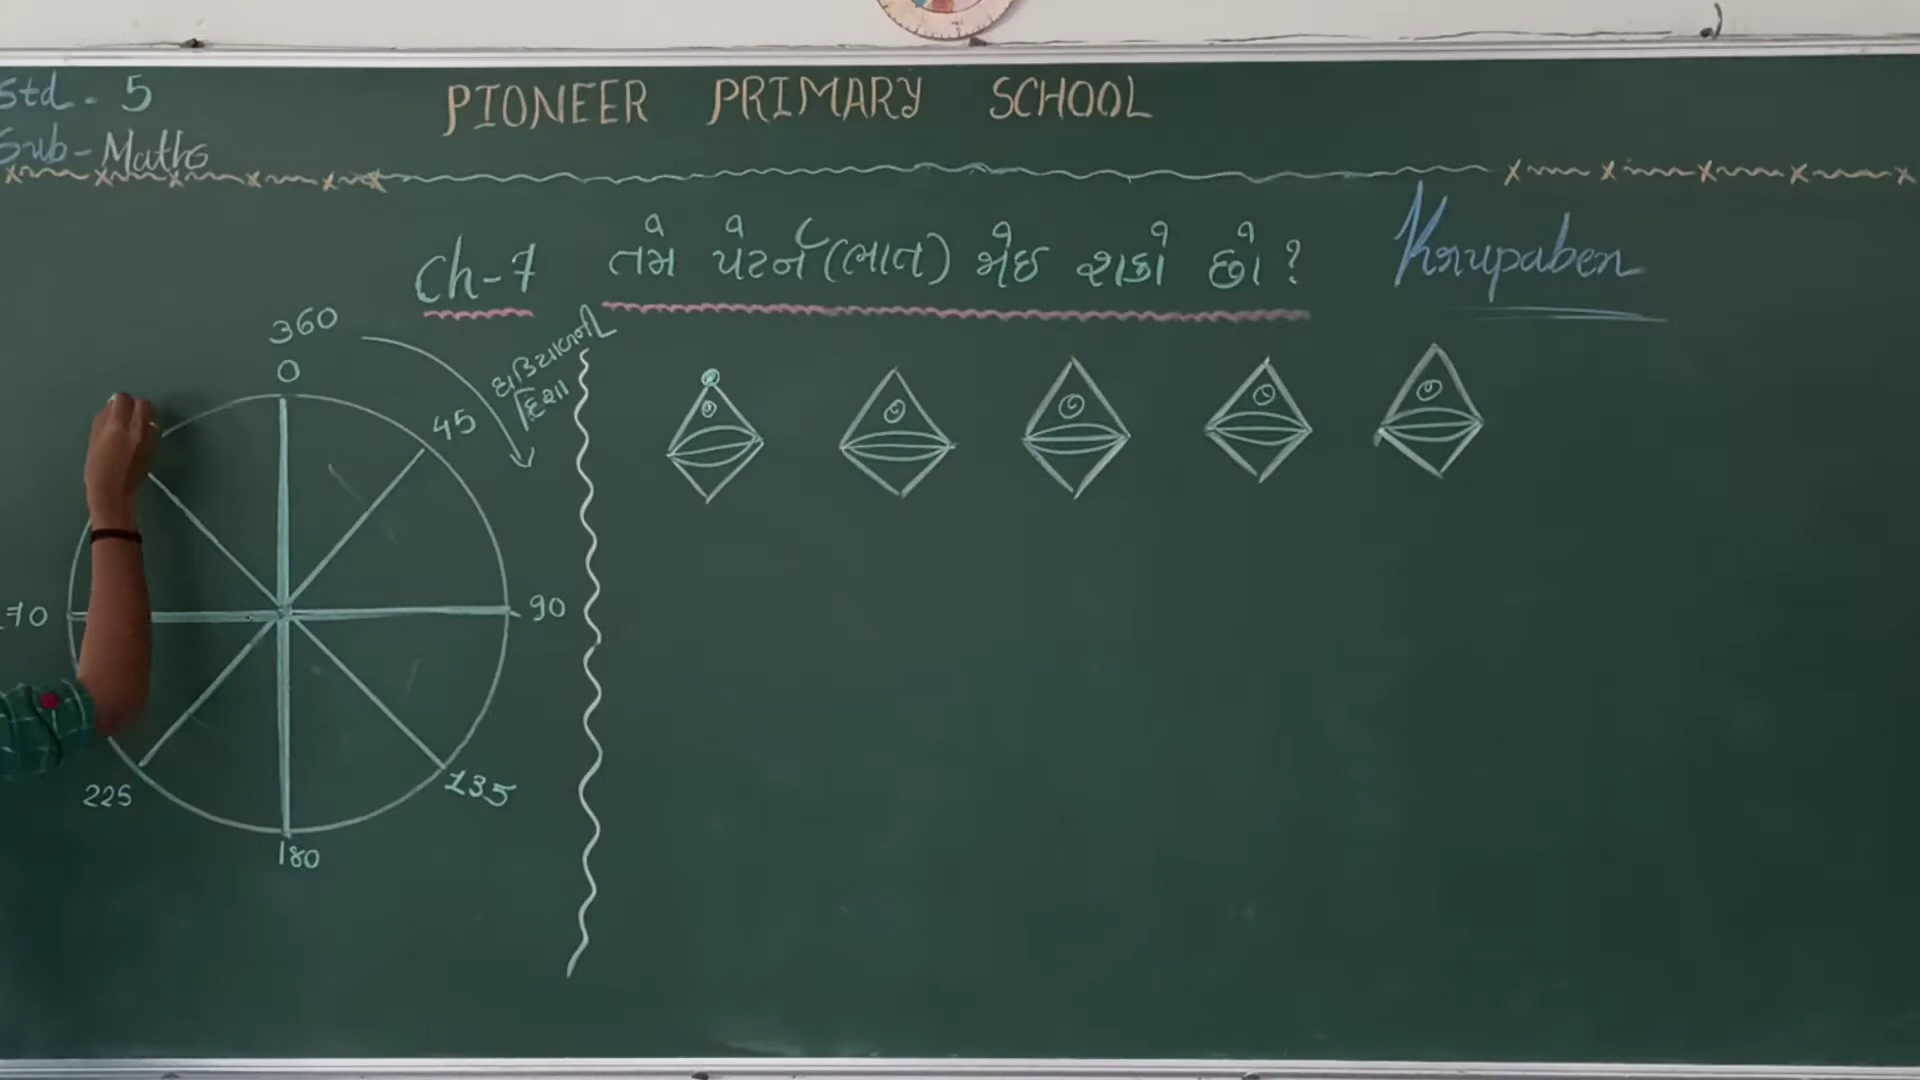 Std. 5
Sub-Maths
PIONEER PRIMARY SCHOOL
Ch-7 તમે પેટર્ન (ભાત) જોઈ શકો છો?
Krupaben
360
0
45
ઘડિયાળની
દિશા
90
135
180
225
70